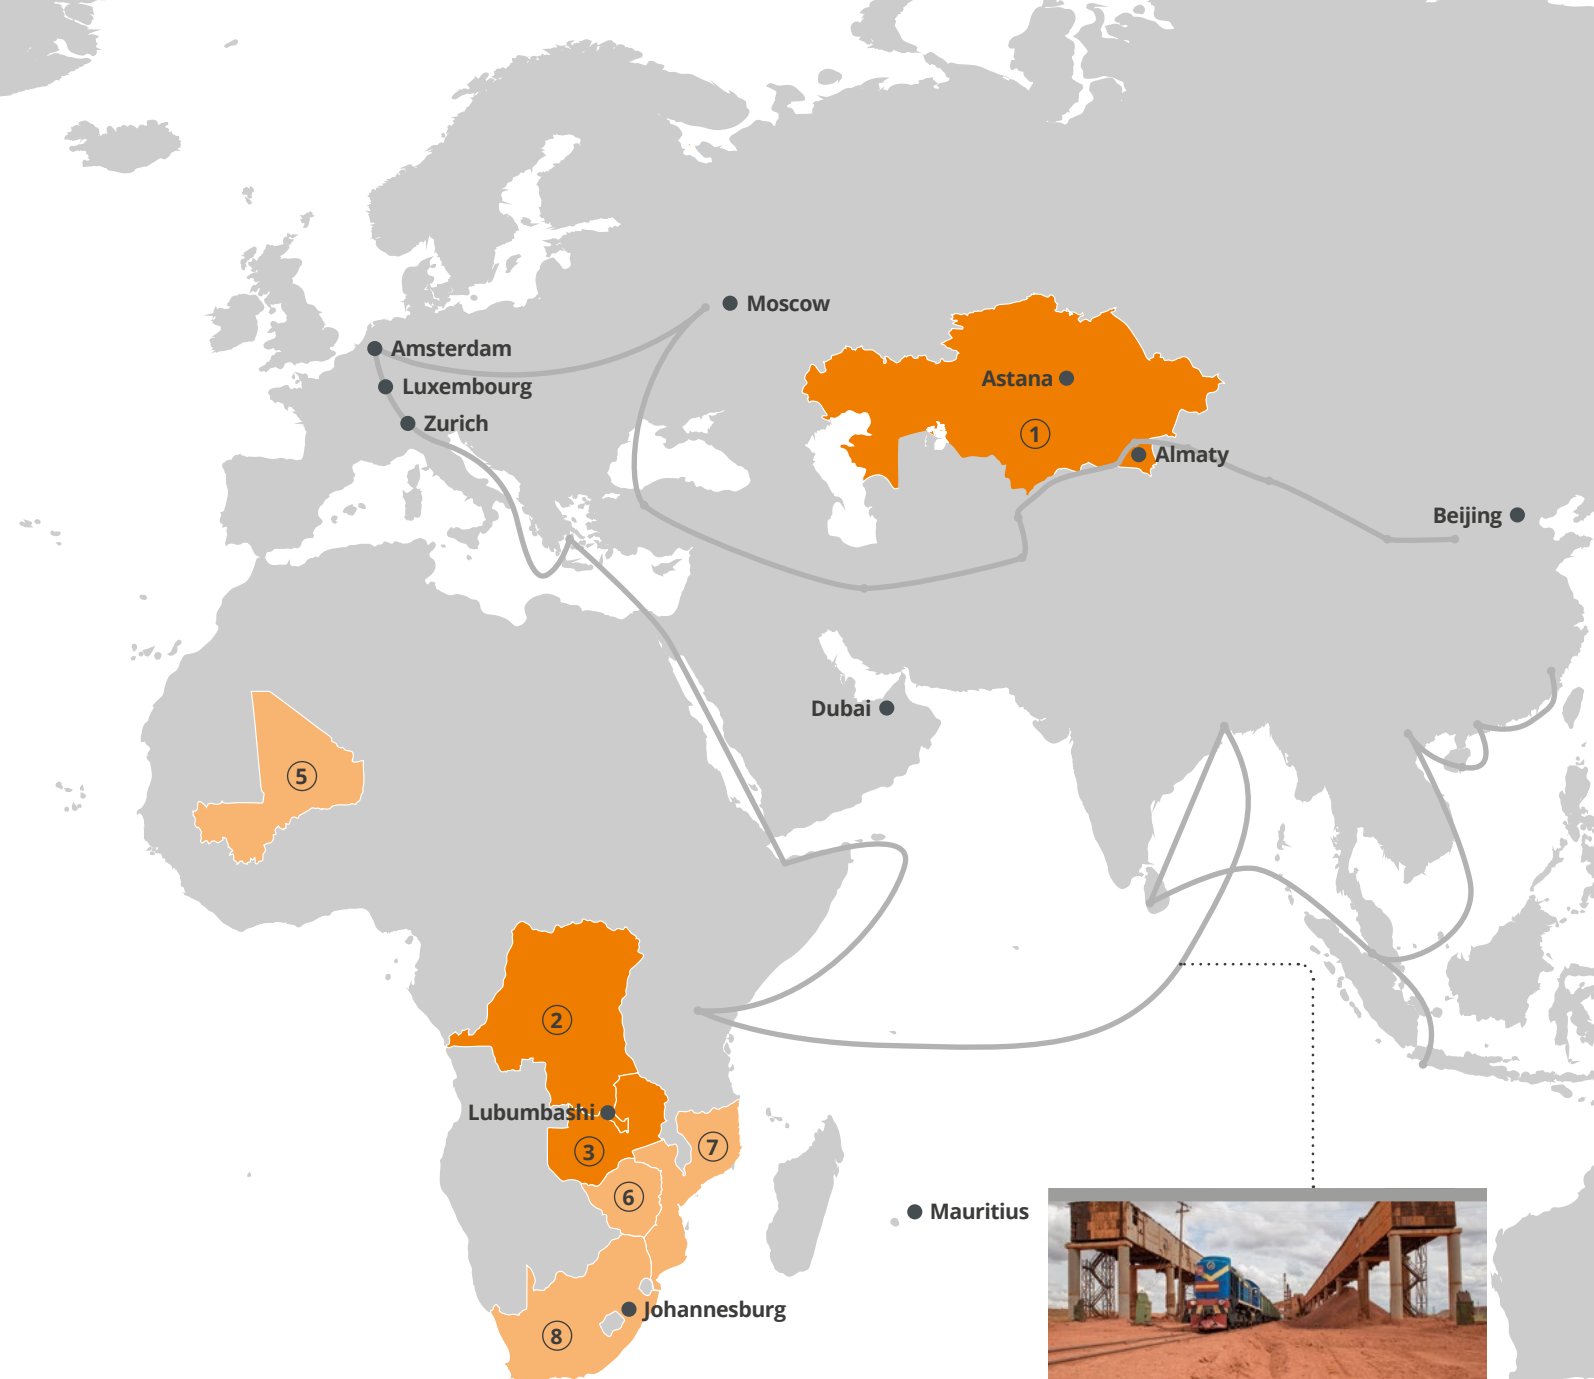 Moscow
Amsterdam
Astana
Luxembourg
Zurich
1
Almaty
Beijing
Dubai
5
2
Lubumbashi
3
7
6
Mauritius
Johannesburg
8